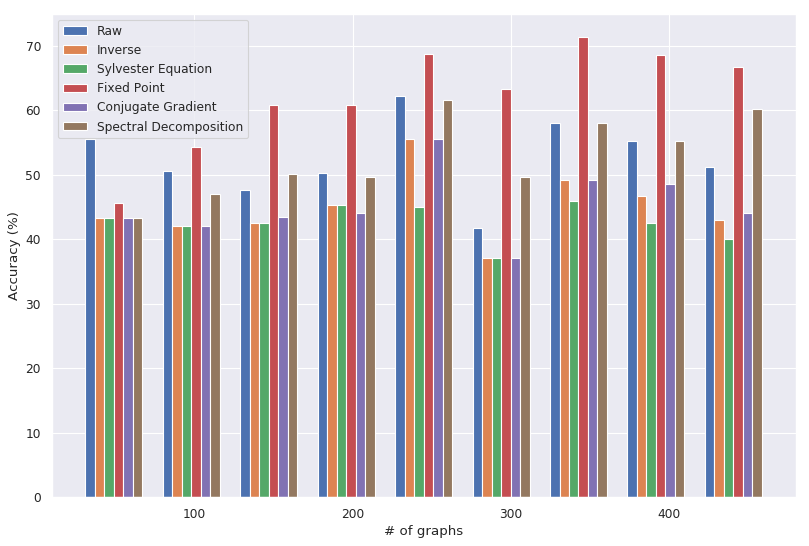 Raw
Inverse
Sylvester Equation
Fixed Point
Conjugate Gradient
Spectral Decomposition
Accuracy (%)
70
60
50
40
30
20
10
0
100
200
300
400
# of graphs